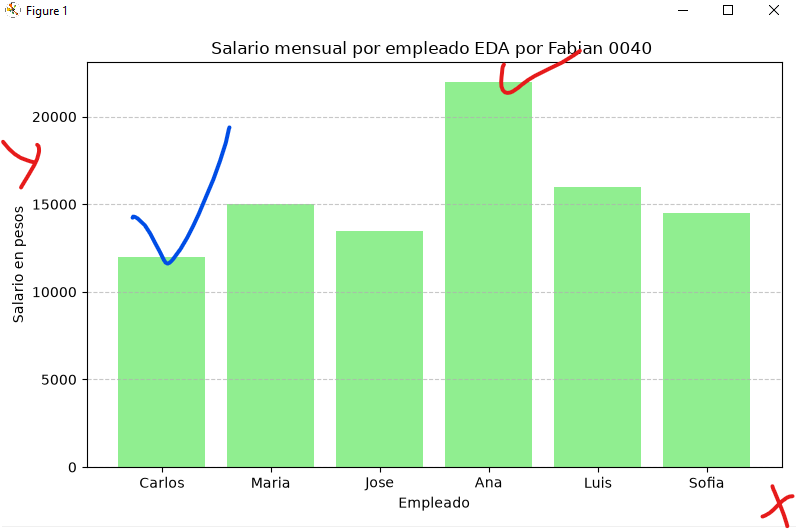 Figure 1
Salario mensual por empleado EDA por Fabian 0040
Y
Salario en pesos
20000
15000
10000
5000
0
Carlos Maria Jose Ana Luis Sofia
Empleado
X